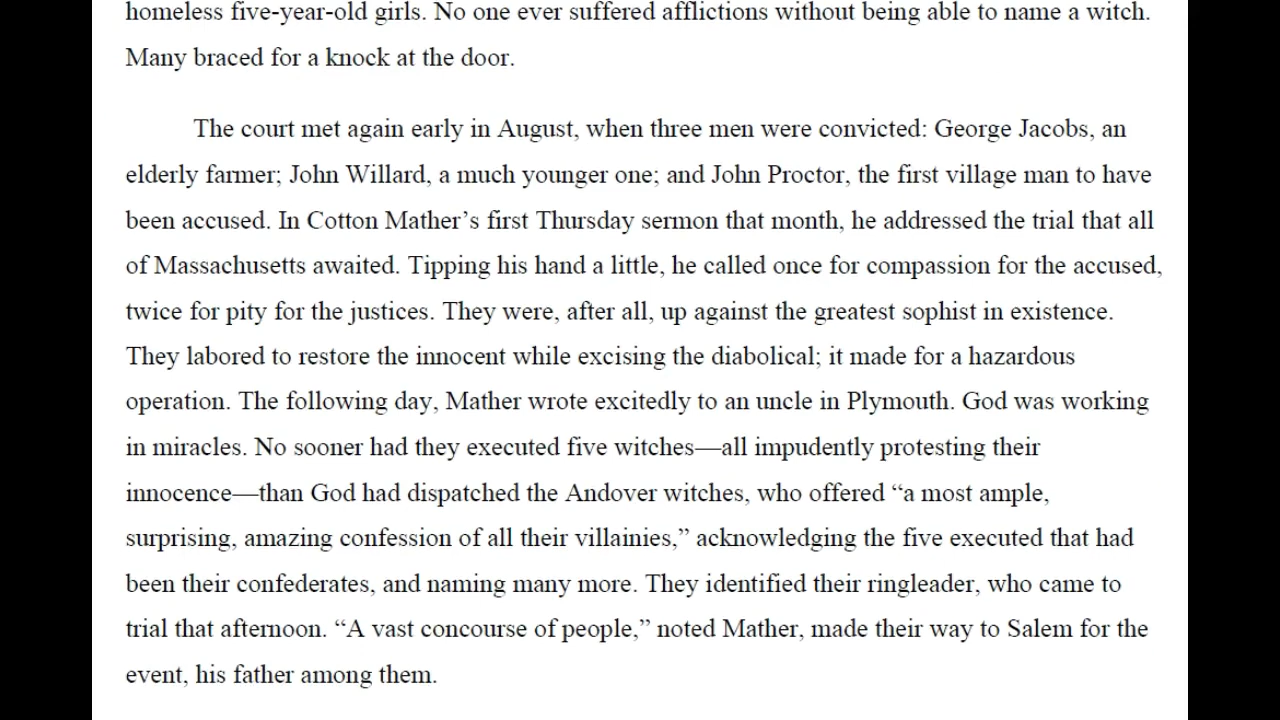 homeless five-year-old girls. No one ever suffered afflictions without being able to name a witch.
Many braced for a knock at the door.
The court met again early in August, when three men were convicted: George Jacobs, an
elderly farmer; John Willard, a much younger one; and John Proctor, the first village man to have
been accused. In Cotton Mather’s first Thursday sermon that month, he addressed the trial that all
of Massachusetts awaited. Tipping his hand a little, he called once for compassion for the accused,
twice for pity for the justices. They were, after all, up against the greatest sophist in existence.
They labored to restore the innocent while excising the diabolical; it made for a hazardous
operation. The following day, Mather wrote excitedly to an uncle in Plymouth. God was working
in miracles. No sooner had they executed five witches—all impudently protesting their
innocence—than God had dispatched the Andover witches, who offered “a most ample,
surprising, amazing confession of all their villainies,” acknowledging the five executed that had
been their confederates, and naming many more. They identified their ringleader, who came to
trial that afternoon. “A vast concourse of people,” noted Mather, made their way to Salem for the
event, his father among them.